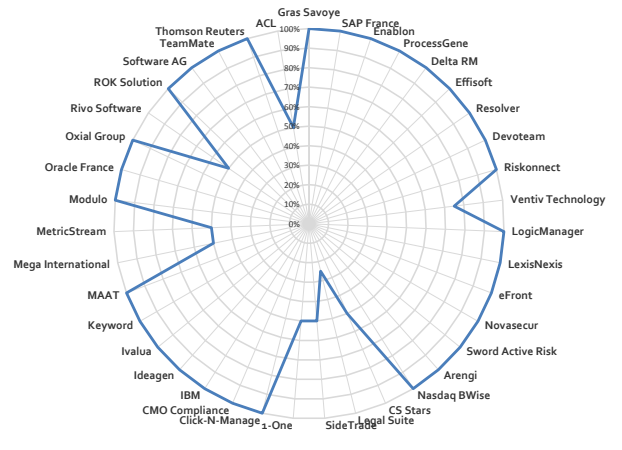 Gras Savoye
SAP France
Enablon
ProcessGene
Delta RM
Effisoft
Resolver
Devoteam
Riskonnect
Ventiv Technology
LogicManager
LexisNexis
eFront
Novasecur
Sword Active Risk
Arengi
Nasdaq BWise
CS Stars
Legal Suite
SideTrade
1-One
Click-N-Manage
CMO Compliance
IBM
Ideagen
Ivalua
Keyword
MAAT
Mega International
MetricStream
Modulo
Oracle France
Oxial Group
Rivo Software
ROK Solution
Software AG
TeamMate
Thomson Reuters
ACL
100%
90%
80%
70%
60%
50%
40%
30%
20%
10%
0%